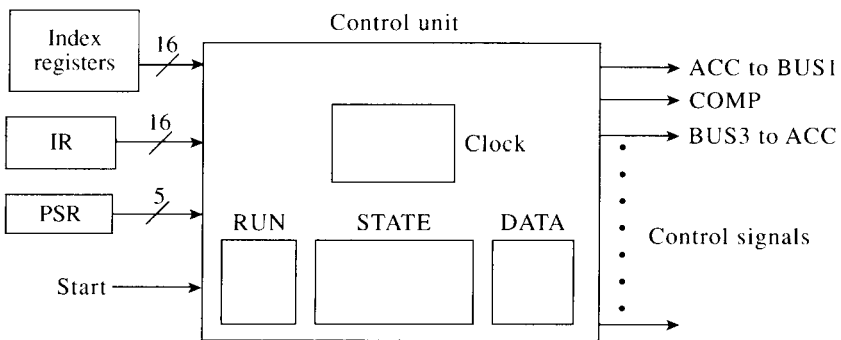 Control unit
Index
registers
16
ACC to BUS1
COMP
IR
16
BUS3 to ACC
Clock
PSR
5
RUN
STATE
DATA
Control signals
Start